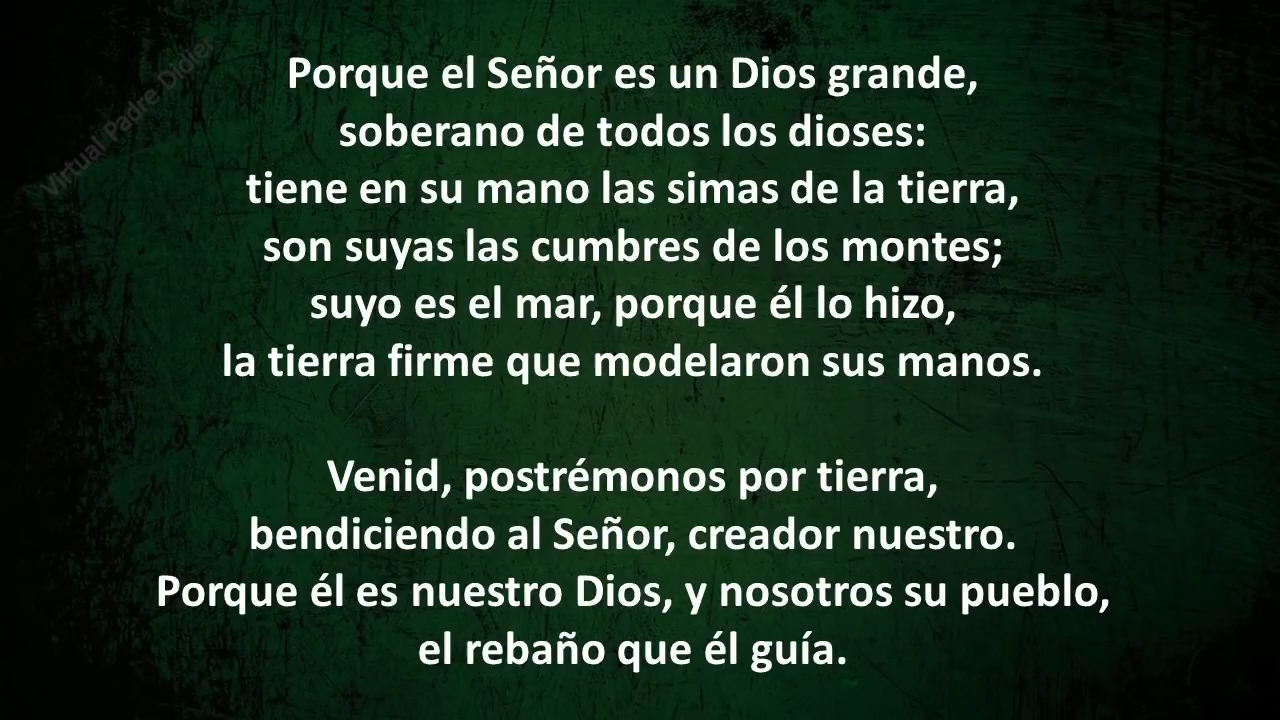 Virtual Padre Didier
Porque el Señor es un Dios grande,
soberano de todos los dioses:
tiene en su mano las simas de la tierra,
son suyas las cumbres de los montes;
suyo es el mar, porque él lo hizo,
la tierra firme que modelaron sus manos.
Venid, postrémonos por tierra,
bendiciendo al Señor, creador nuestro.
Porque él es nuestro Dios, y nosotros su pueblo,
el rebaño que él guía.